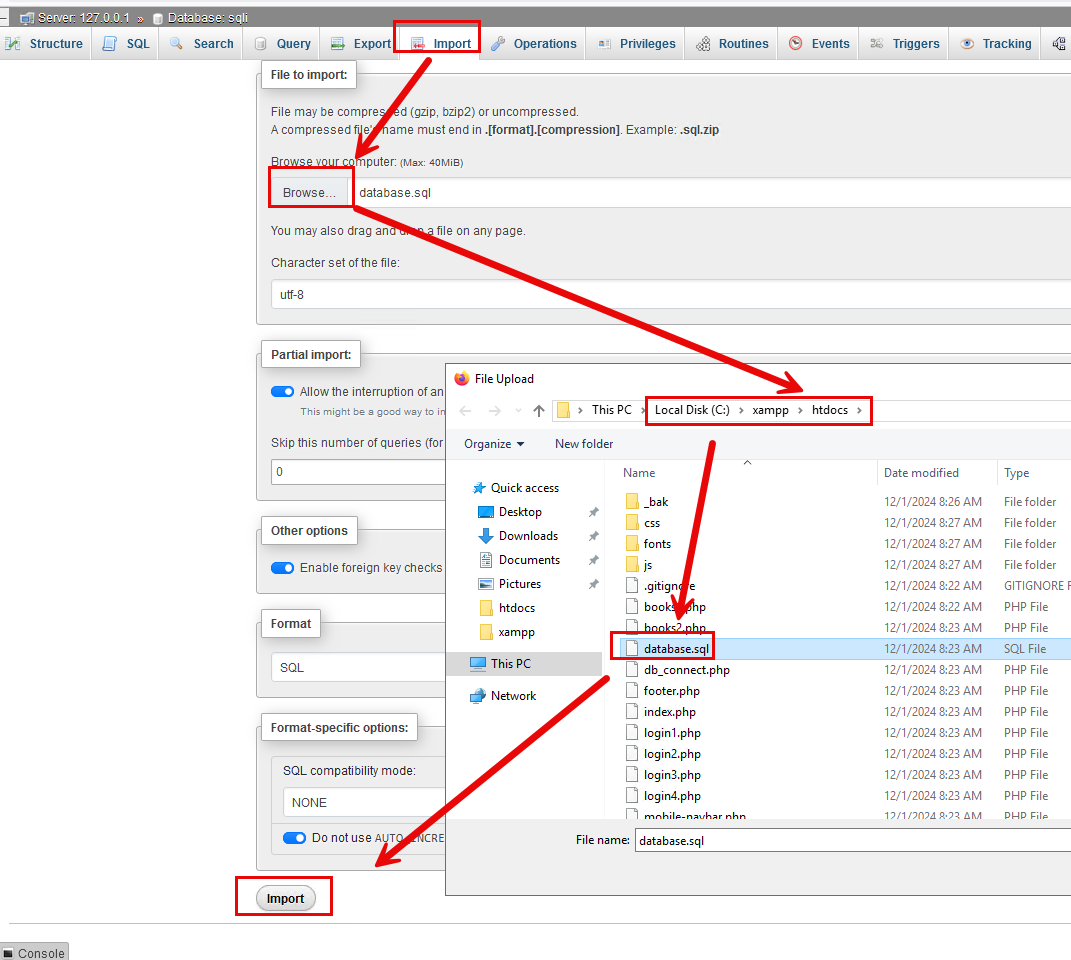 Server: 127.0.0.1 » Database: sqli
Structure SQL Search Query Export Import Operations Privileges Routines Events Triggers Tracking
File to import:
File may be compressed (gzip, bzip2) or uncompressed.
A compressed file's name must end in .[format].[compression]. Example: .sql.zip
Browse your computer: (Max: 40MiB)
Browse... database.sql
You may also drag and drop a file on any page.
Character set of the file:
utf-8
Partial import:
Allow the interruption of an
This might be a good way to in
Skip this number of queries (for
0
Other options
Enable foreign key checks
Format
SQL
Format-specific options:
SQL compatibility mode:
NONE
Do not use AUTO_INCRE
Import
Console
File Upload
This PC > Local Disk (C:) > xampp > htdocs >
Organize New folder
Quick access
Desktop
Downloads
Documents
Pictures
htdocs
xampp
This PC
Network
Name Date modified Type
_bak 12/1/2024 8:26 AM File folder
css 12/1/2024 8:27 AM File folder
fonts 12/1/2024 8:27 AM File folder
js 12/1/2024 8:27 AM File folder
.gitignore 12/1/2024 8:22 AM GITIGNORE F
12/1/2024 8:22 AM PHP File
books2.php 12/1/2024 8:23 AM PHP File
database.sql 12/1/2024 8:23 AM SQL File
db_connect.php 12/1/2024 8:23 AM PHP File
footer.php 12/1/2024 8:23 AM PHP File
index.php 12/1/2024 8:23 AM PHP File
login1.php 12/1/2024 8:23 AM PHP File
login2.php 12/1/2024 8:23 AM PHP File
login3.php 12/1/2024 8:23 AM PHP File
login4.php 12/1/2024 8:23 AM PHP File
mobile-navbar.php 12/1/2024 8:23 AM PHP File
File name: database.sql